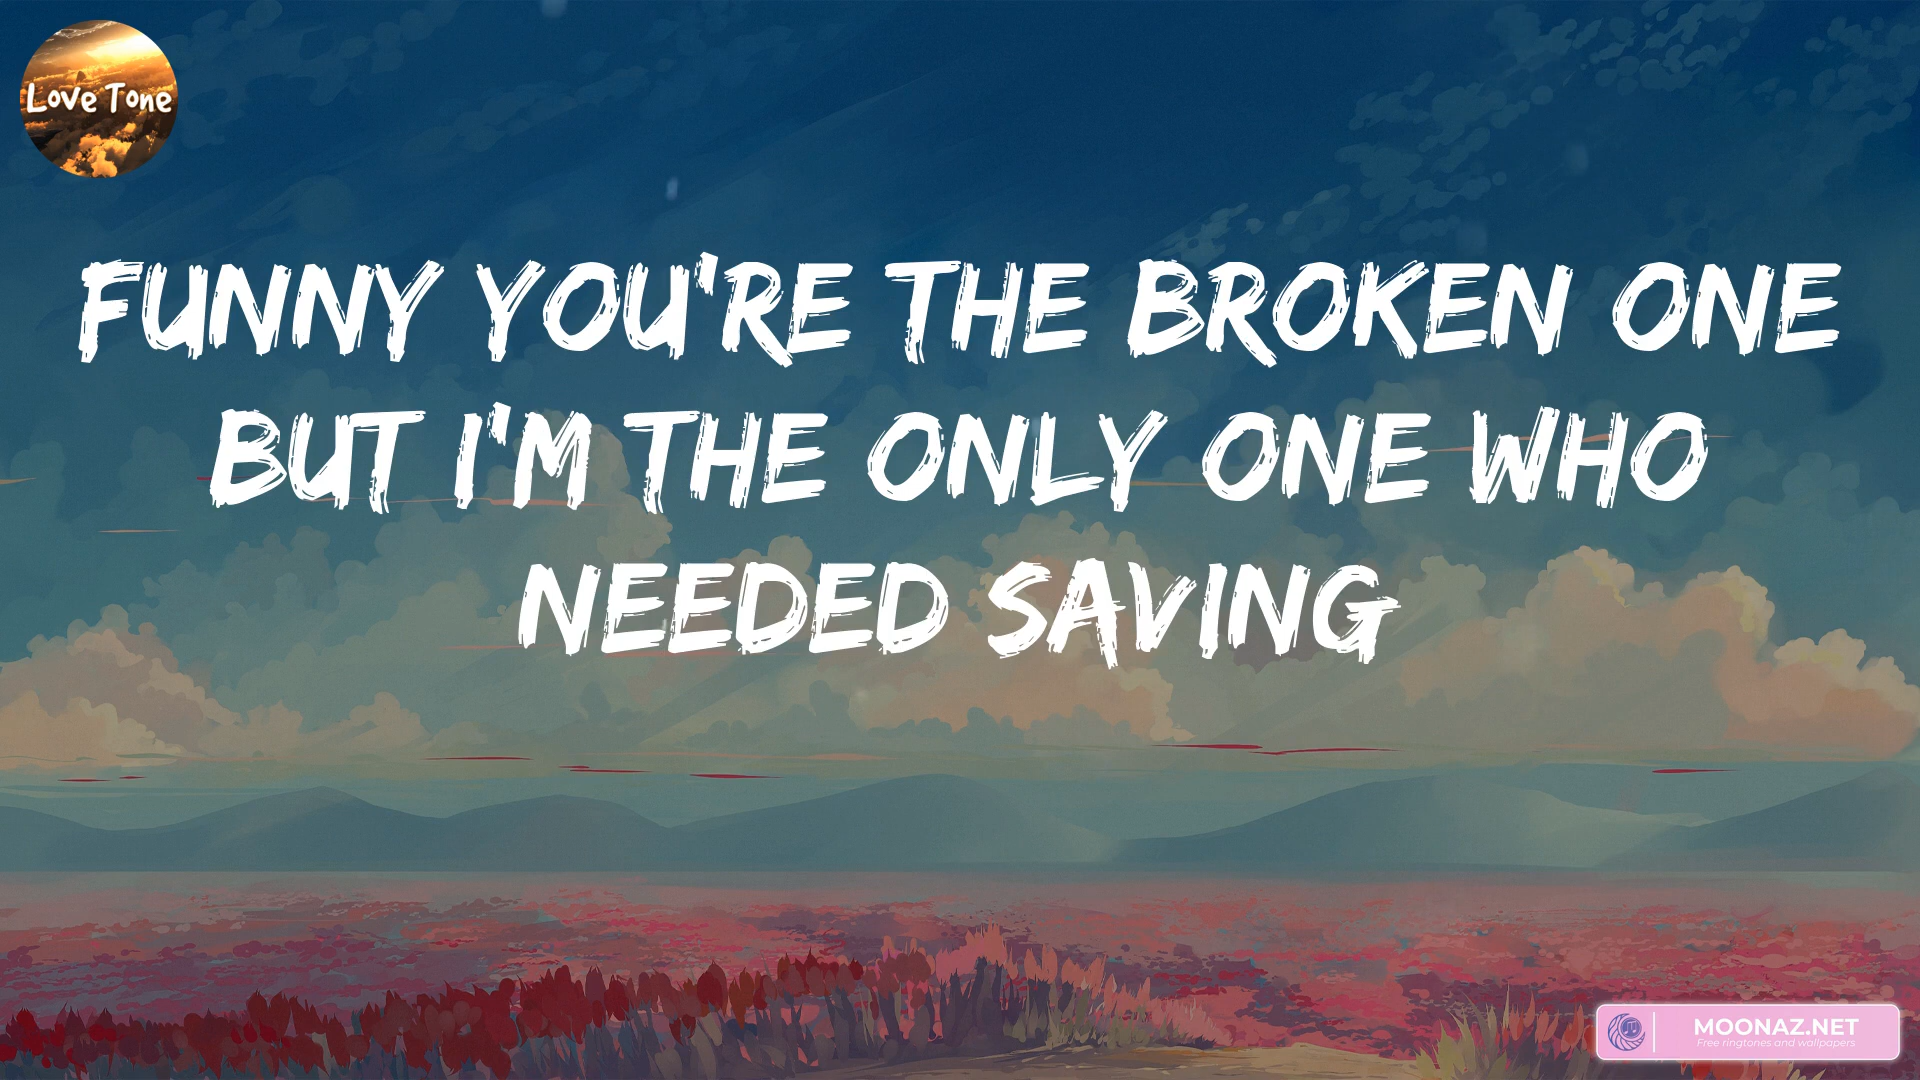 Love Tone
FUNNY YOU'RE THE BROKEN ONE
BUT I'M THE ONLY ONE WHO
NEEDED SAVING
MOONAZ.NET
Free ringtones and wallpapers